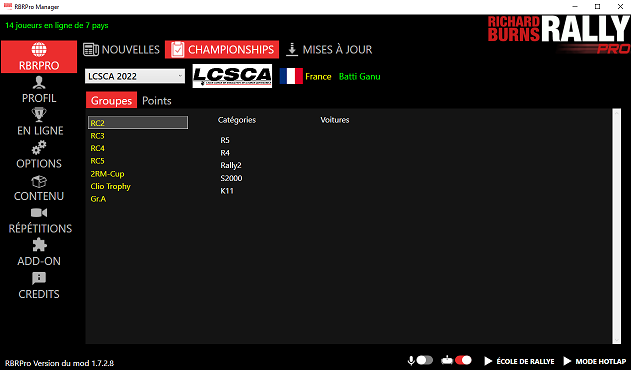 RBRPro Manager
14 joueurs en ligne de 7 pays
RICHARD BURNS RALLY PRO
RBRPRO
NOUVELLES
CHAMPIONSHIPS
MISES À JOUR
LCSCA 2022
LCSCA
France
Batti Ganu
PROFIL
EN LIGNE
OPTIONS
CONTENU
RÉPÉTITIONS
ADD-ON
CREDITS
Groupes
Points
RC2
RC3
RC4
RC5
2RM-Cup
Clio Trophy
Gr.A
Catégories
R5
R4
Rally2
S2000
K11
Voitures
RBRPro Version du mod 1.7.2.8
ÉCOLE DE RALLYE
MODE HOTLAP